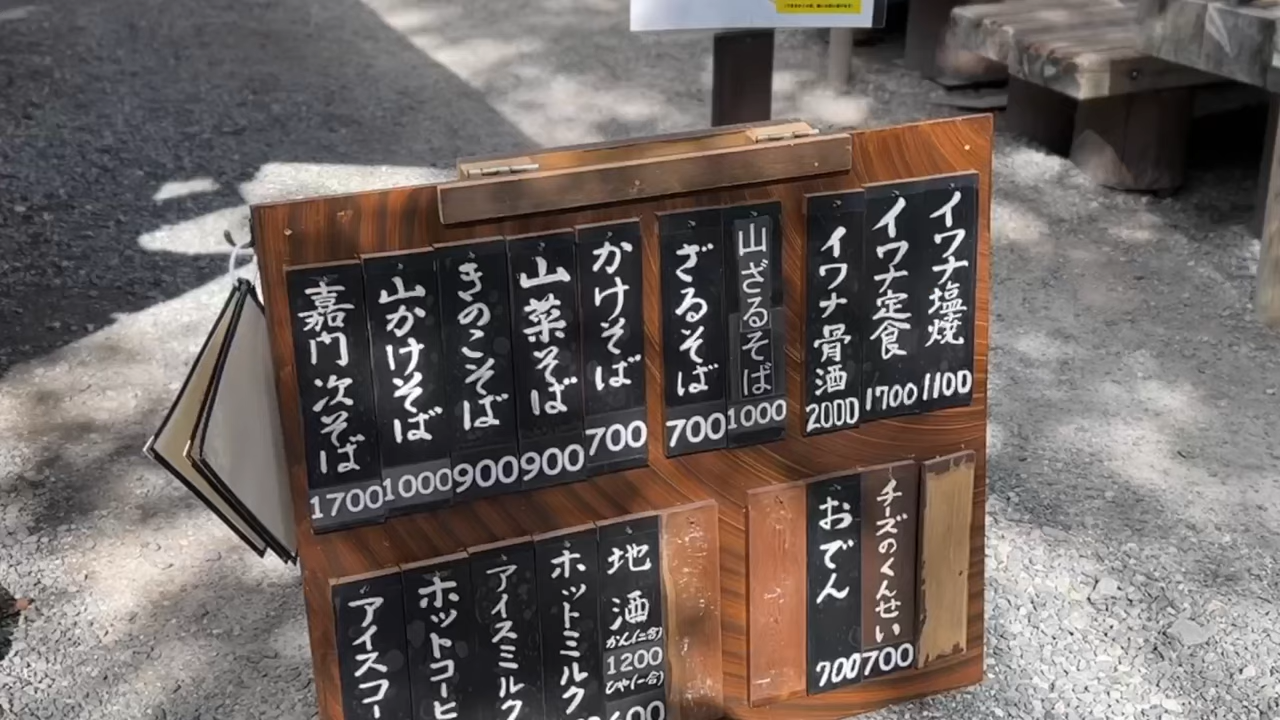 イワナ塩焼
1100
イワナ定食
1700
イワナ骨酒
2000
山ざるそば
1000
ざるそば
700
かけそば
700
山菜そば
900
きのこそば
900
山かけそば
1000
嘉門次そば
1700
チーズのくんせい
700
おでん
700
地酒
かん(二合)
1200
ひや(一合)
600
ホットミルク
アイスミルク
ホットコーヒ
アイスコー